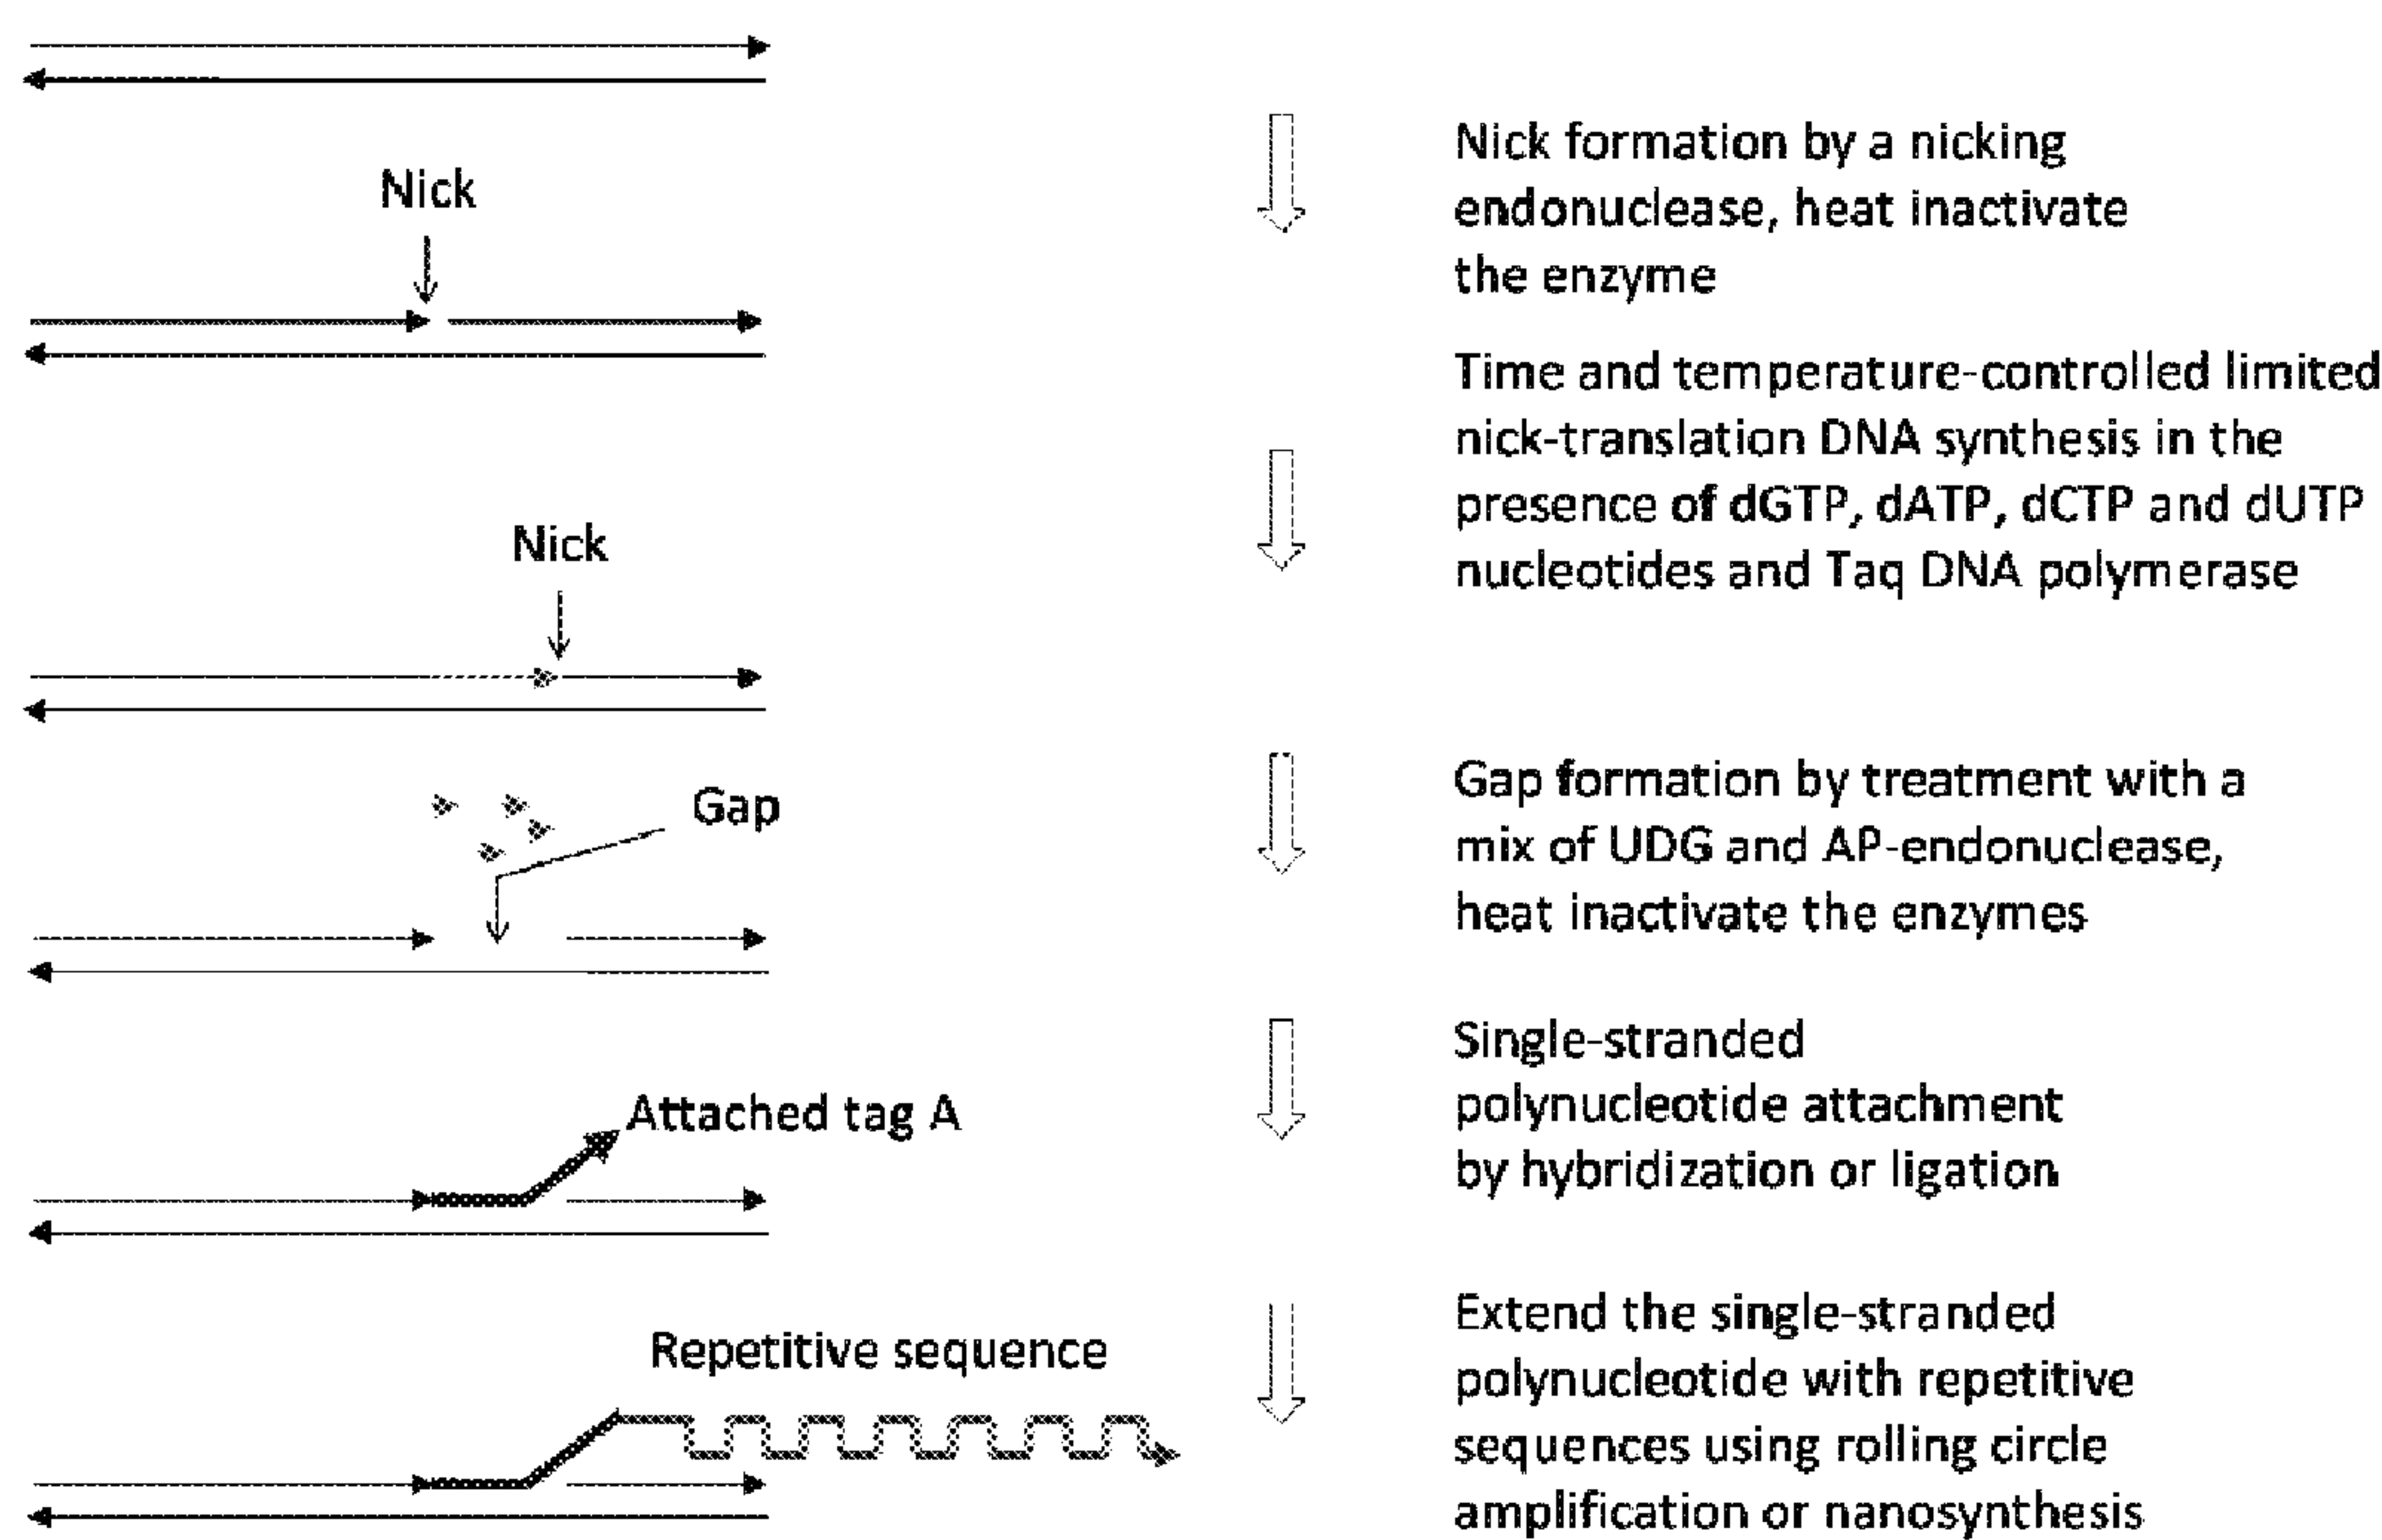 Nick formation by a nicking
endonuclease, heat inactivate
the enzyme
Nick
Time and temperature-controlled limited
nick-translation DNA synthesis in the
presence of dGTP, dATP, dCTP and dUTP
nucleotides and Taq DNA polymerase
Nick
Gap formation by treatment with a
mix of UDG and AP-endonuclease,
heat inactivate the enzymes
Gap
Single-stranded
polynucleotide attachment
by hybridization or ligation
Attached tag A
Extend the single-stranded
polynucleotide with repetitive
sequences using rolling circle
amplification or nanosynthesis
Repetitive sequence